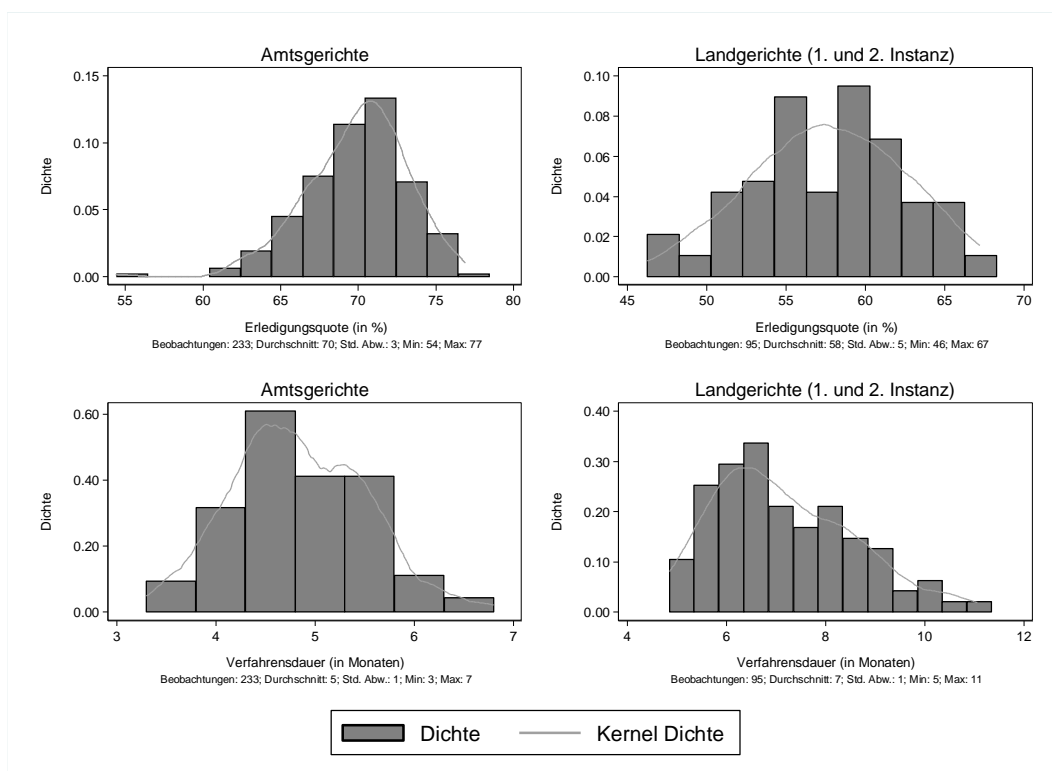 Amtsgerichte
0.15
0.10
0.05
0.00
Dichte
55 60 65 70 75 80
Erledigungsquote (in %)
Beobachtungen: 233; Durchschnitt: 70; Std. Abw.: 3; Min: 54; Max: 77
Landgerichte (1. und 2. Instanz)
0.10
0.08
0.06
0.04
0.02
0.00
Dichte
45 50 55 60 65 70
Erledigungsquote (in %)
Beobachtungen: 95; Durchschnitt: 58; Std. Abw.: 5; Min: 46; Max: 67
Amtsgerichte
0.60
0.40
0.20
0.00
Dichte
3 4 5 6 7
Verfahrensdauer (in Monaten)
Beobachtungen: 233; Durchschnitt: 5; Std. Abw.: 1; Min: 3; Max: 7
Landgerichte (1. und 2. Instanz)
0.40
0.30
0.20
0.10
0.00
Dichte
4 6 8 10 12
Verfahrensdauer (in Monaten)
Beobachtungen: 95; Durchschnitt: 7; Std. Abw.: 1; Min: 5; Max: 11
Dichte Kernel Dichte